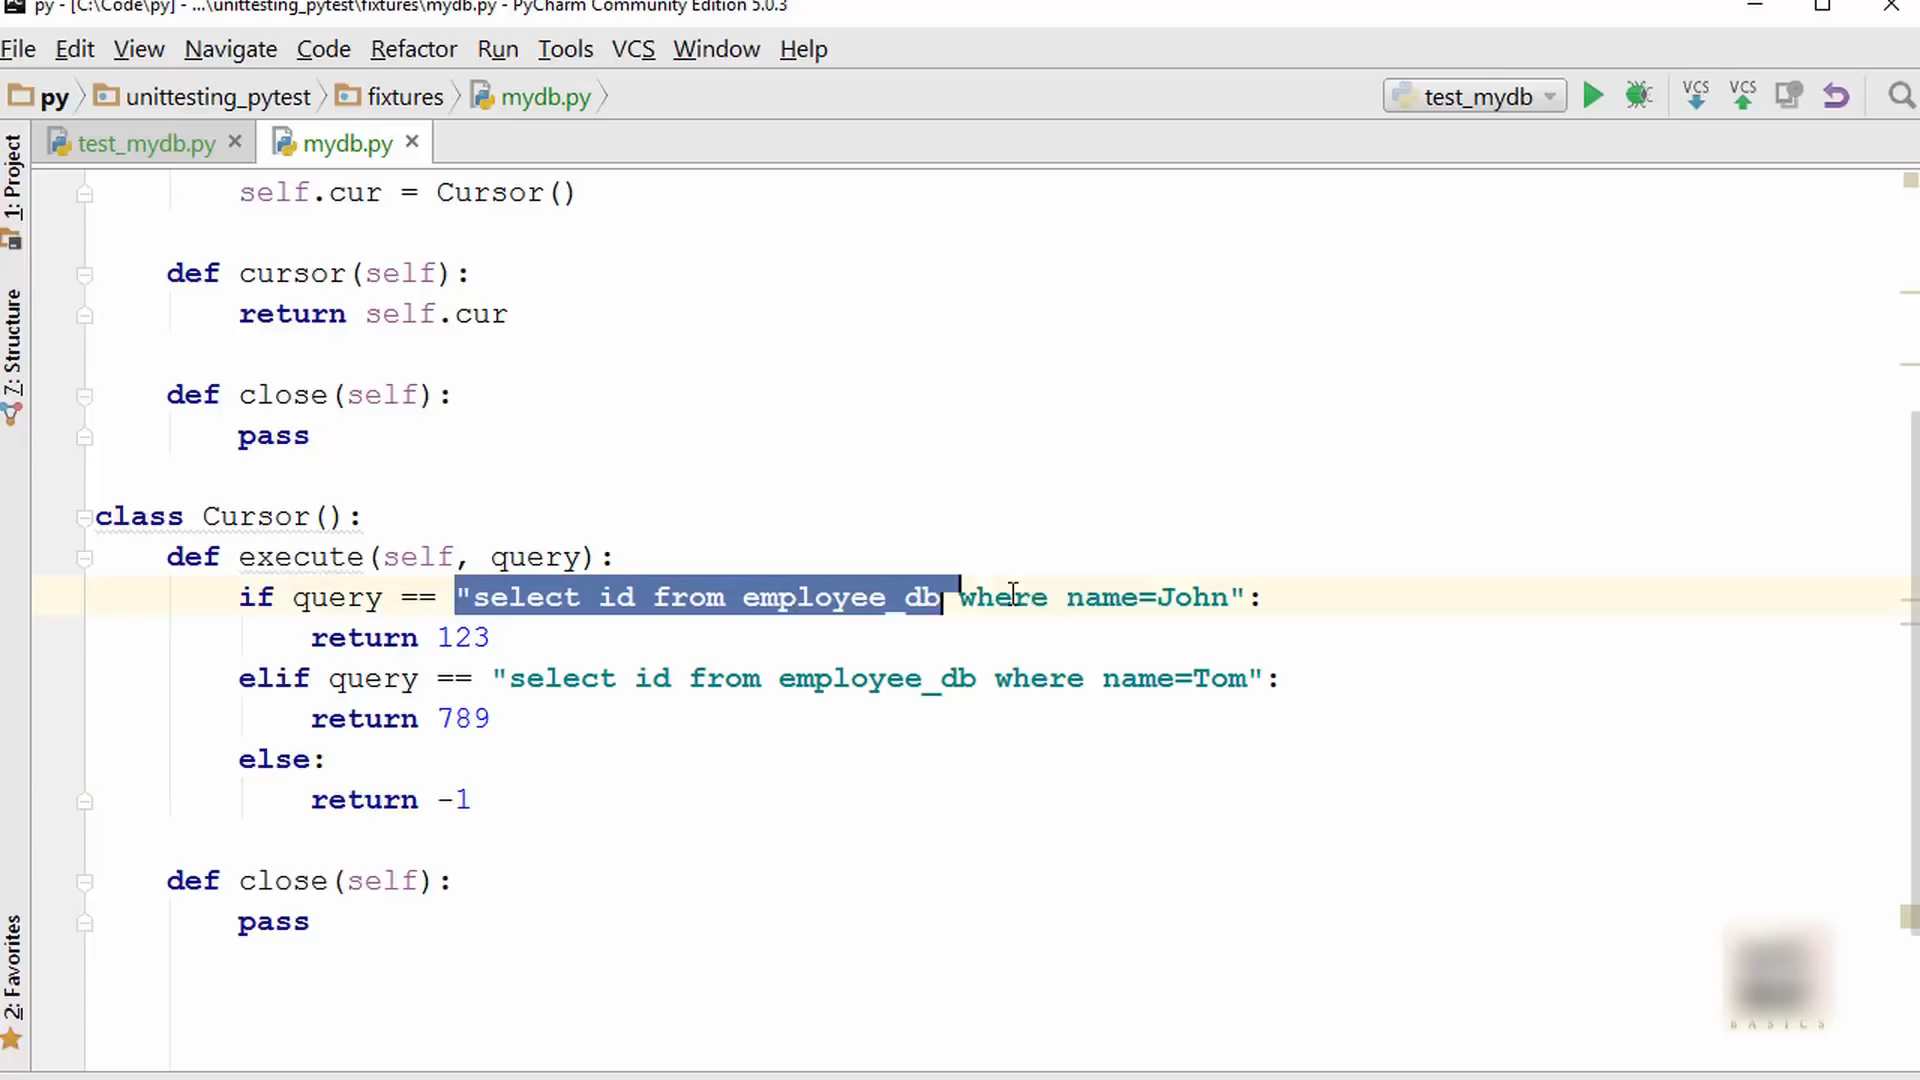 py - [C:\Code\py] - ...\unittesting_pytest\fixtures\mydb.py - PyCharm Community Edition 5.0.3
File Edit View Navigate Code Refactor Run Tools VCS Window Help
py unittesting_pytest fixtures mydb.py test_mydb VCS VCS
test_mydb.py mydb.py
1: Project
7: Structure
2: Favorites
self.cur = Cursor()
def cursor(self):
return self.cur
def close(self):
pass
class Cursor():
def execute(self, query):
if query == "select id from employee_db where name=John":
return 123
elif query == "select id from employee_db where name=Tom":
return 789
else:
return -1
def close(self):
pass
BASICS